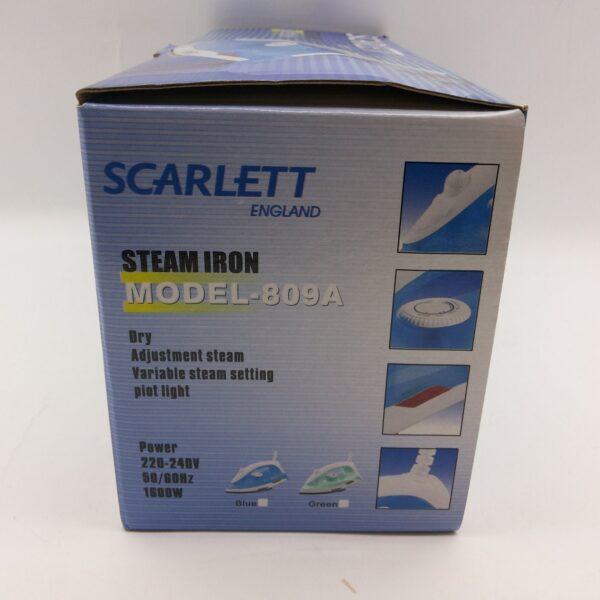 SCARLETT
ENGLAND
STEAM IRON
MODEL-809A
Dry
Adjustment steam
Variable steam setting
piot light
Power
220-240V
50/60Hz
1600W
Blue
Green